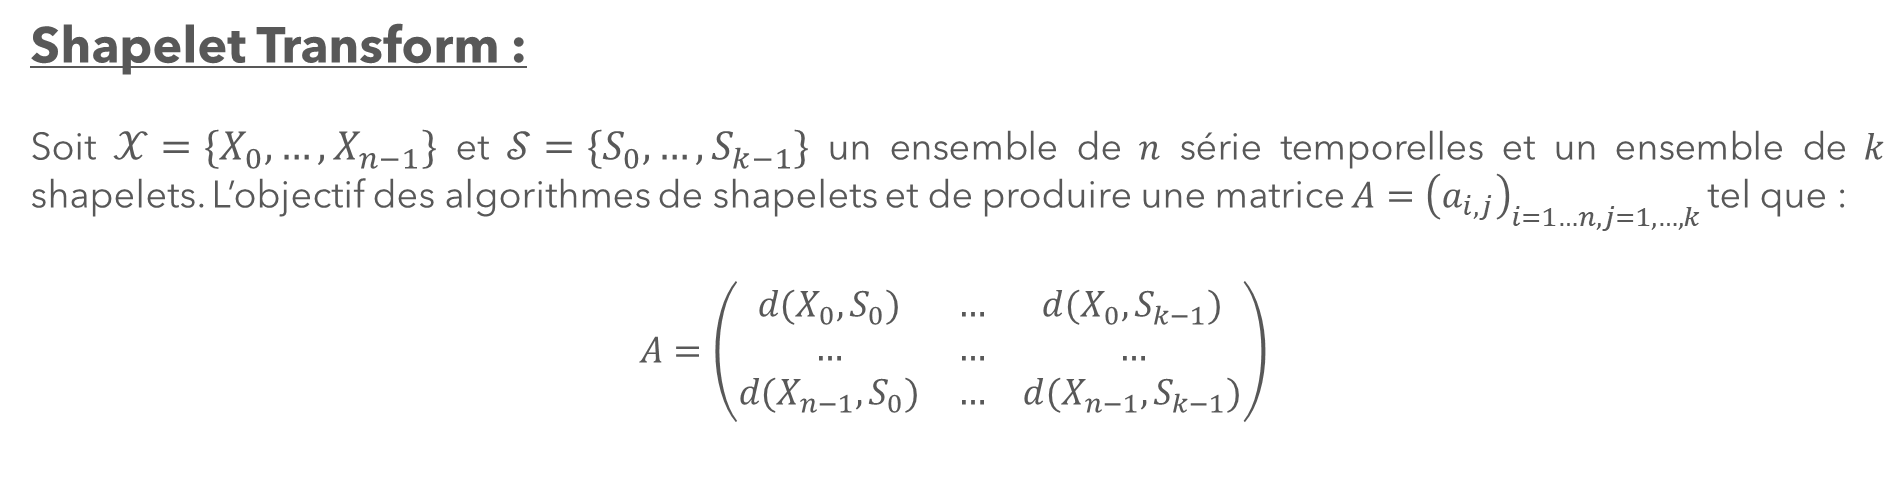 Shapelet Transform :
Soit 𝒳 = {X₀, … , Xₙ₋₁} et 𝒮 = {S₀, … , Sₖ₋₁} un ensemble de n série temporelles et un ensemble de k
shapelets. L’objectif des algorithmes de shapelets et de produire une matrice A = (a_{i,j})_{i=1…n,j=1,…,k} tel que :
d(X₀, S₀) … d(X₀, Sₖ₋₁)
A = … … …
d(Xₙ₋₁, S₀) … d(Xₙ₋₁, Sₖ₋₁)